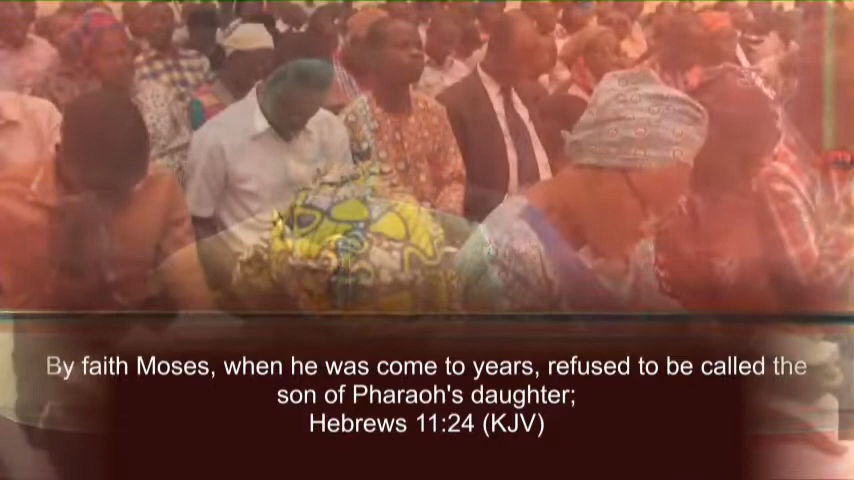 By faith Moses, when he was come to years, refused to be called the
son of Pharaoh's daughter;
Hebrews 11:24 (KJV)